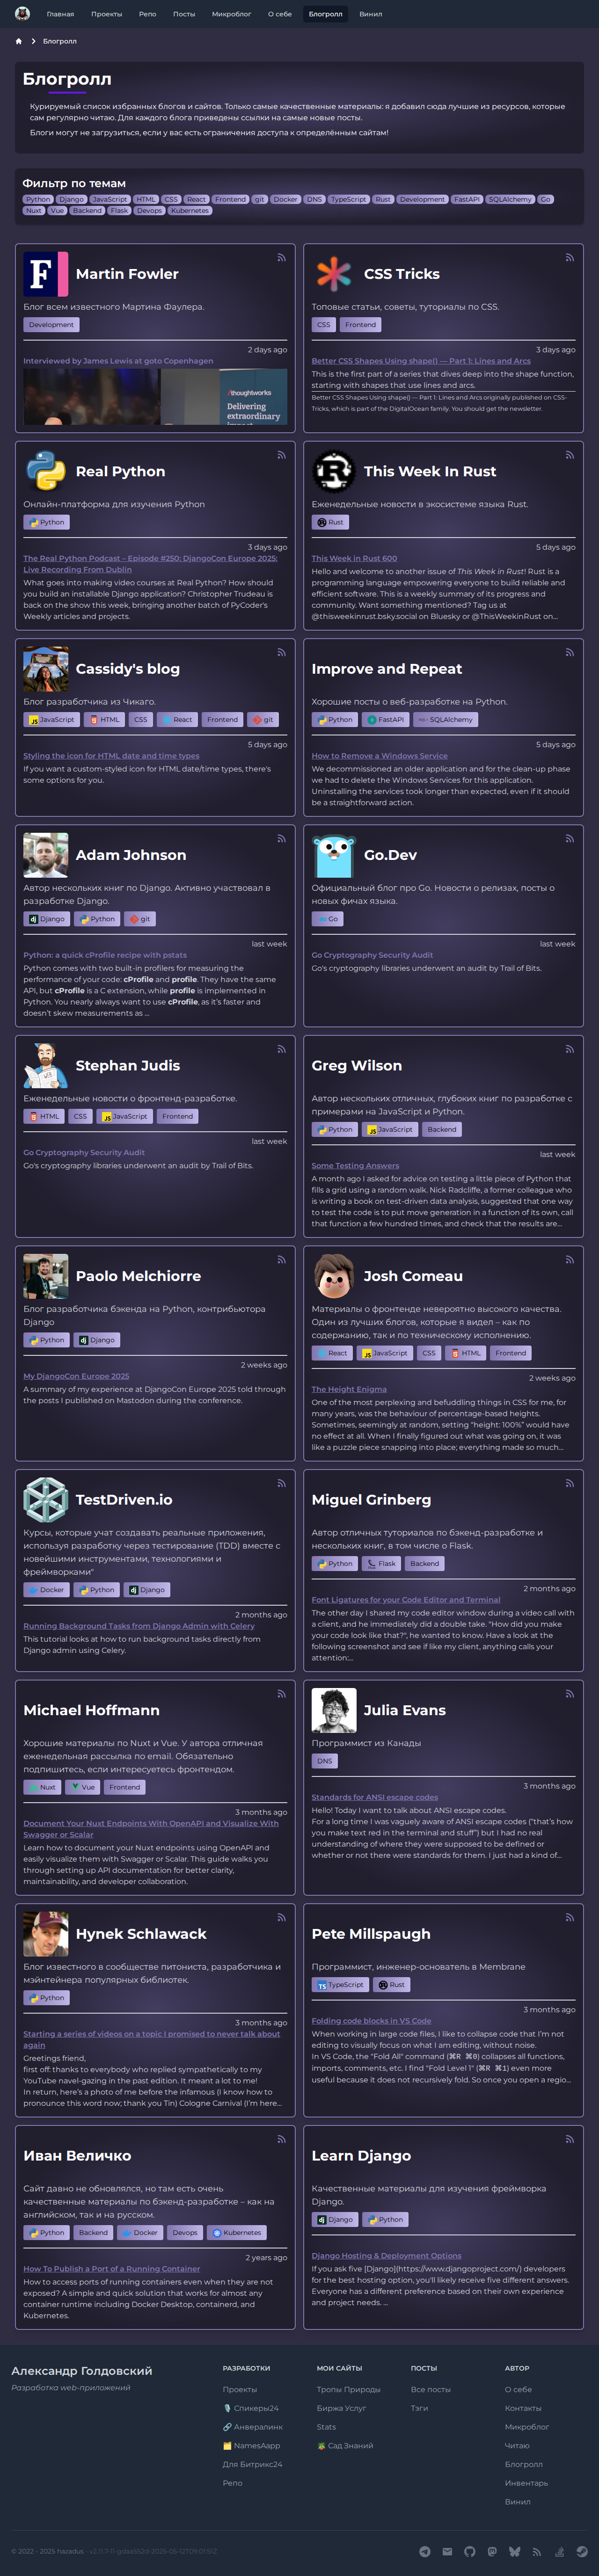 Главная Проекты Репо Посты Микроблог О себе Блогролл Винил
Блогролл
Блогролл
Курируемый список избранных блогов и сайтов. Только самые качественные материалы: я добавил сюда лучшие из ресурсов, которые
сам регулярно читаю. Для каждого блога приведены ссылки на самые новые посты.
Блоги могут не загрузиться, если у вас есть ограничения доступа к определённым сайтам!
Фильтр по темам
Python Django JavaScript HTML CSS React Frontend git Docker DNS TypeScript Rust Development FastAPI SQLAlchemy Go
Nuxt Vue Backend Flask Devops Kubernetes
Martin Fowler
Блог всем известного Мартина Фаулера.
Development
2 days ago
Interviewed by James Lewis at goto Copenhagen
/thoughtworks
Delivering
extraordinary
CSS Tricks
Топовые статьи, советы, туториалы по CSS.
CSS Frontend
3 days ago
Better CSS Shapes Using shape() — Part 1: Lines and Arcs
This is the first part of a series that dives deep into the shape function,
starting with shapes that use lines and arcs.
Better CSS Shapes Using shape() — Part 1: Lines and Arcs originally published on CSS-
Tricks, which is part of the DigitalOcean family. You should get the newsletter.
Real Python
Онлайн-платформа для изучения Python
Python
3 days ago
The Real Python Podcast – Episode #250: DjangoCon Europe 2025:
Live Recording From Dublin
What goes into making video courses at Real Python? How should
you build an installable Django application? Christopher Trudeau is
back on the show this week, bringing another batch of PyCoder's
Weekly articles and projects.
This Week In Rust
Еженедельные новости в экосистеме языка Rust.
Rust
5 days ago
This Week in Rust 600
Hello and welcome to another issue of This Week in Rust! Rust is a
programming language empowering everyone to build reliable and
efficient software. This is a weekly summary of its progress and
community. Want something mentioned? Tag us at
@thisweekinrust.bsky.social on Bluesky or @ThisWeekinRust on...
Cassidy's blog
Блог разработчика из Чикаго.
JavaScript HTML CSS React Frontend git
5 days ago
Styling the icon for HTML date and time types
If you want a custom-styled icon for HTML date/time types, there's
some options for you.
Improve and Repeat
Хорошие посты о веб-разработке на Python.
Python FastAPI SQLAlchemy
5 days ago
How to Remove a Windows Service
We decommissioned an older application and for the clean-up phase
we had to delete the Windows Services for this application.
Uninstalling the services took longer than expected, even if it should
be a straightforward action.
Adam Johnson
Автор нескольких книг по Django. Активно участвовал в
разработке Django.
Django Python git
last week
Python: a quick cProfile recipe with pstats
Python comes with two built-in profilers for measuring the
performance of your code: cProfile and profile. They have the same
API, but cProfile is a C extension, while profile is implemented in
Python. You nearly always want to use cProfile, as it's faster and
doesn't skew measurements as ...
Go.Dev
Официальный блог про Go. Новости о релизах, посты о
новых фичах языка.
Go
last week
Go Cryptography Security Audit
Go's cryptography libraries underwent an audit by Trail of Bits.
Stephan Judis
Еженедельные новости о фронтенд-разработке.
HTML CSS JavaScript Frontend
last week
Go Cryptography Security Audit
Go's cryptography libraries underwent an audit by Trail of Bits.
Greg Wilson
Автор нескольких отличных, глубоких книг по разработке с
примерами на JavaScript и Python.
Python JavaScript Backend
last week
Some Testing Answers
A month ago I asked for advice on testing a little piece of Python that
fills a grid using a random walk. Nick Radcliffe, a former colleague who
is writing a book on test-driven data analysis, suggested that one way
to test the code is to put move generation in a function of its own, call
that function a few hundred times, and check that the results are...
Paolo Melchiorre
Блог разработчика бэкенда на Python, контрибьютора
Django
Python Django
2 weeks ago
My DjangoCon Europe 2025
A summary of my experience at DjangoCon Europe 2025 told through
the posts I published on Mastodon during the conference.
Josh Comeau
Материалы о фронтенде невероятно высокого качества.
Один из лучших блогов, которые я видел – как по
содержанию, так и по техническому исполнению.
React JavaScript CSS HTML Frontend
2 weeks ago
The Height Enigma
One of the most perplexing and befuddling things in CSS for me, for
many years, was the behaviour of percentage-based heights.
Sometimes, seemingly at random, setting "height: 100%" would have
no effect at all. When I finally figured out what was going on, it was
like a puzzle piece snapping into place; everything made so much...
TestDriven.io
Курсы, которые учат создавать реальные приложения,
используя разработку через тестирование (TDD) вместе с
новейшими инструментами, технологиями и
фреймворками"
Docker Python Django
2 months ago
Running Background Tasks from Django Admin with Celery
This tutorial looks at how to run background tasks directly from
Django admin using Celery.
Miguel Grinberg
Автор отличных туториалов по бэкенд-разработке и
нескольких книг, в том числе о Flask.
Python Flask Backend
2 months ago
Font Ligatures for your Code Editor and Terminal
The other day I shared my code editor window during a video call with
a client, and he immediately did a double take. "How did you make
your code look like that?", he wanted to know. Have a look at the
following screenshot and see if like my client, anything calls your
attention:...
Michael Hoffmann
Хорошие материалы по Nuxt и Vue. У автора отличная
еженедельная рассылка по email. Обязательно
подпишитесь, если интересуетесь фронтендом.
Nuxt Vue Frontend
3 months ago
Document Your Nuxt Endpoints With OpenAPI and Visualize With
Swagger or Scalar
Learn how to document your Nuxt endpoints using OpenAPI and
easily visualize them with Swagger or Scalar. This guide walks you
through setting up API documentation for better clarity,
maintainability, and developer collaboration.
Julia Evans
Программист из Канады
DNS
3 months ago
Standards for ANSI escape codes
Hello! Today I want to talk about ANSI escape codes.
For a long time I was vaguely aware of ANSI escape codes ("that's how
you make text red in the terminal and stuff") but I had no real
understanding of where they were supposed to be defined or
whether or not there were standards for them. I just had a kind of...
Hynek Schlawack
Блог известного в сообществе питониста, разработчика и
мэйнтейнера популярных библиотек.
Python
3 months ago
Starting a series of videos on a topic I promised to never talk about
again
Greetings friend,
first off: thanks to everybody who replied sympathetically to my
YouTube navel-gazing in the past edition. It meant a lot to me!
In return, here's a photo of me before the infamous (I know how to
pronounce this word now; thank you Tin) Cologne Carnival (I'm here...
Pete Millspaugh
Программист, инженер-основатель в Membrane
TypeScript Rust
3 months ago
Folding code blocks in VS Code
When working in large code files, I like to collapse code that I'm not
editing to visually focus on what I am editing, without noise.
In VS Code, the "Fold All" command (⌘R ⌘0) collapses all functions,
imports, comments, etc. I find "Fold Level 1" (⌘R ⌘1) even more
useful because it does not recursively fold. So once you open a regio...
Иван Величко
Сайт давно не обновлялся, но там есть очень
качественные материалы по бэкенд-разработке – как на
английском, так и на русском.
Python Backend Docker Devops Kubernetes
2 years ago
How To Publish a Port of a Running Container
How to access ports of running containers even when they are not
exposed? A simple and quick solution that works for almost any
container runtime including Docker Desktop, containerd, and
Kubernetes.
Learn Django
Качественные материалы для изучения фреймворка
Django.
Django Python
Django Hosting & Deployment Options
If you ask five [Django](https://www.djangoproject.com/) developers
for the best hosting option, you'll likely receive five different answers.
Everyone has a different preference based on their own experience
and project needs. ...
Александр Голдовский
Разработка web-приложений
РАЗРАБОТКИ
Проекты
Спикеры24
Анверапинк
NamesApp
Для Битрикс24
Репо
МОИ САЙТЫ
Тропы Природы
Биржа Услуг
Stats
Сад Знаний
ПОСТЫ
Все посты
Тэги
АВТОР
О себе
Контакты
Микроблог
Читаю
Блогролл
Инвентарь
Винил
© 2022 - 2025 hazadus